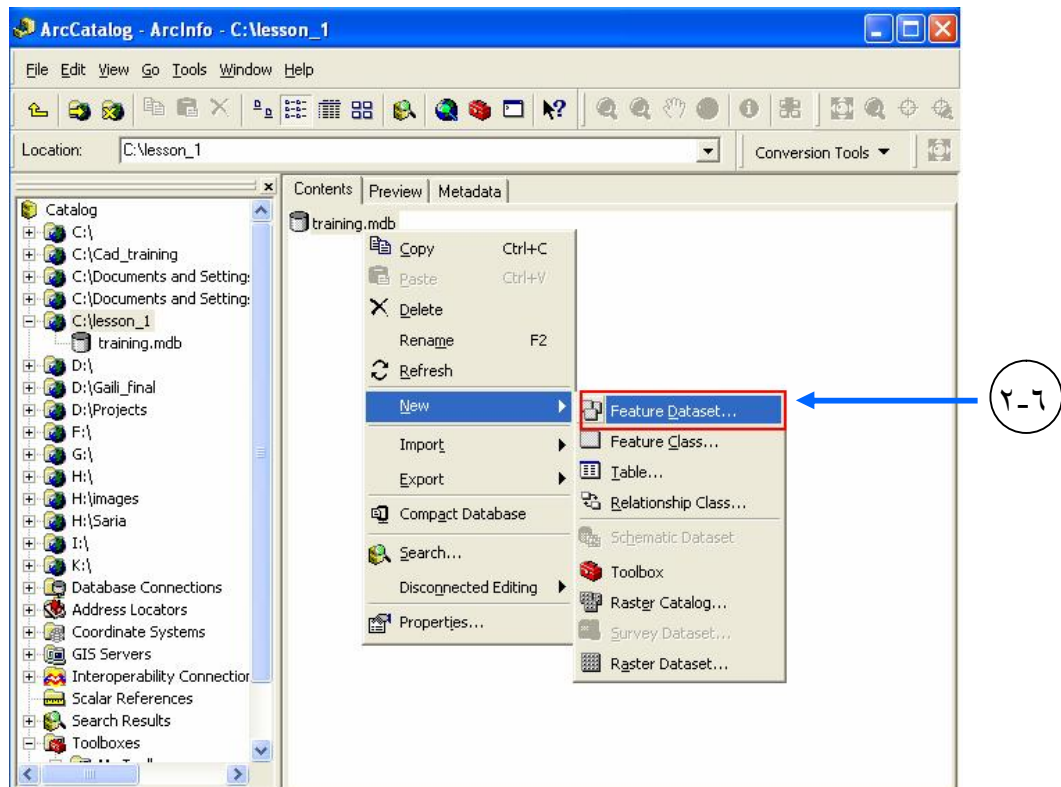 ArcCatalog - ArcInfo - C:\lesson_1
File Edit View Go Tools Window Help
Location: C:\lesson_1 Conversion Tools
Contents Preview Metadata
Catalog
C:\
C:\Cad_training
C:\Documents and Setting:
C:\Documents and Setting:
C:\lesson_1
training.mdb
D:\
D:\Gaili_final
D:\Projects
F:\
G:\
H:\
H:\images
H:\Saria
I:\
K:\
Database Connections
Address Locators
Coordinate Systems
GIS Servers
Interoperability Connection
Scalar References
Search Results
Toolboxes
training.mdb
Copy Ctrl+C
Paste Ctrl+V
Delete
Rename F2
Refresh
New
Import
Export
Compact Database
Search...
Disconnected Editing
Properties...
Feature Dataset...
Feature Class...
Table...
Relationship Class...
Schematic Dataset
Toolbox
Raster Catalog...
Survey Dataset...
Raster Dataset...
٢-٦